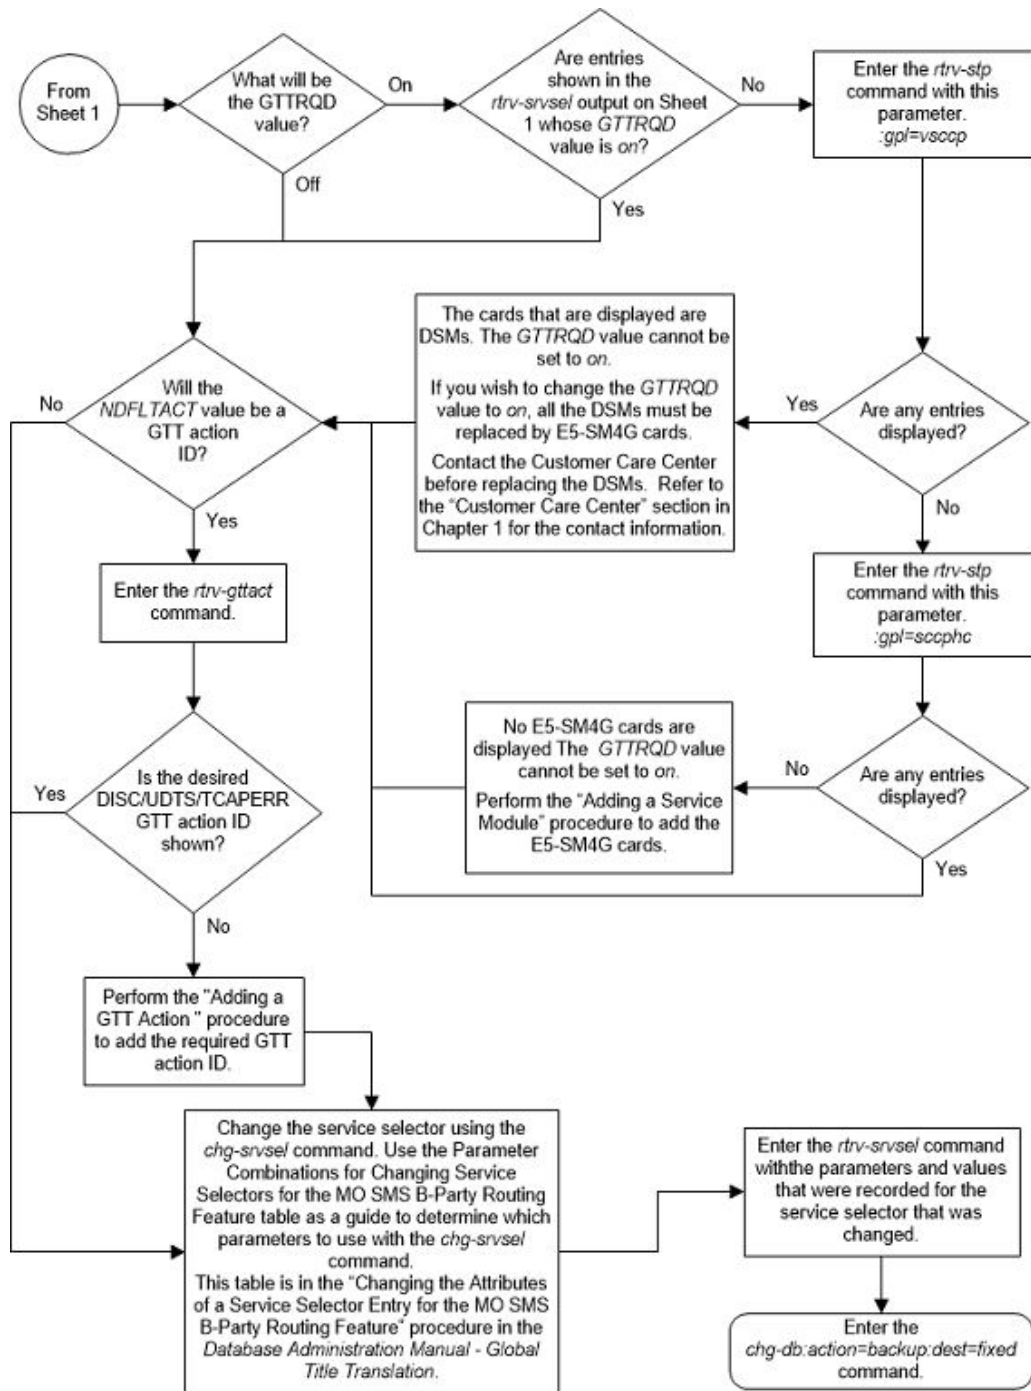 From
Sheet 1
What will be
the GTTRQD
value?
On
Off
Are entries
shown in the
rtrv-srvsel output on Sheet
1 whose GTTRQD
value is on?
No
Yes
Enter the rtrv-stp
command with this
parameter.
:gpl=vsccp
Are any entries
displayed?
Yes
No
The cards that are displayed are
DSMs. The GTTRQD value cannot be
set to on.
If you wish to change the GTTRQD
value to on, all the DSMs must be
replaced by E5-SM4G cards.
Contact the Customer Care Center
before replacing the DSMs. Refer to
the “Customer Care Center” section in
Chapter 1 for the contact information.
Will the
NDFLTACT value be a
GTT action
ID?
No
Yes
Enter the rtrv-stp
command with this
parameter.
:gpl=sccphc
Enter the rtrv-gttact
command.
Are any entries
displayed?
No
Yes
No E5-SM4G cards are
displayed The GTTRQD value
cannot be set to on.
Perform the “Adding a Service
Module” procedure to add the
E5-SM4G cards.
Is the desired
DISC/UDTS/TCAPERR
GTT action ID
shown?
Yes
No
Perform the "Adding a
GTT Action " procedure
to add the required GTT
action ID.
Change the service selector using the
chg-srvsel command. Use the Parameter
Combinations for Changing Service
Selectors for the MO SMS B-Party Routing
Feature table as a guide to determine which
parameters to use with the chg-srvsel
command.
This table is in the “Changing the Attributes
of a Service Selector Entry for the MO SMS
B-Party Routing Feature“ procedure in the
Database Administration Manual - Global
Title Translation.
Enter the rtrv-srvsel command
withthe parameters and values
that were recorded for the
service selector that was
changed.
Enter the
chg-db:action=backup:dest=fixed
command.